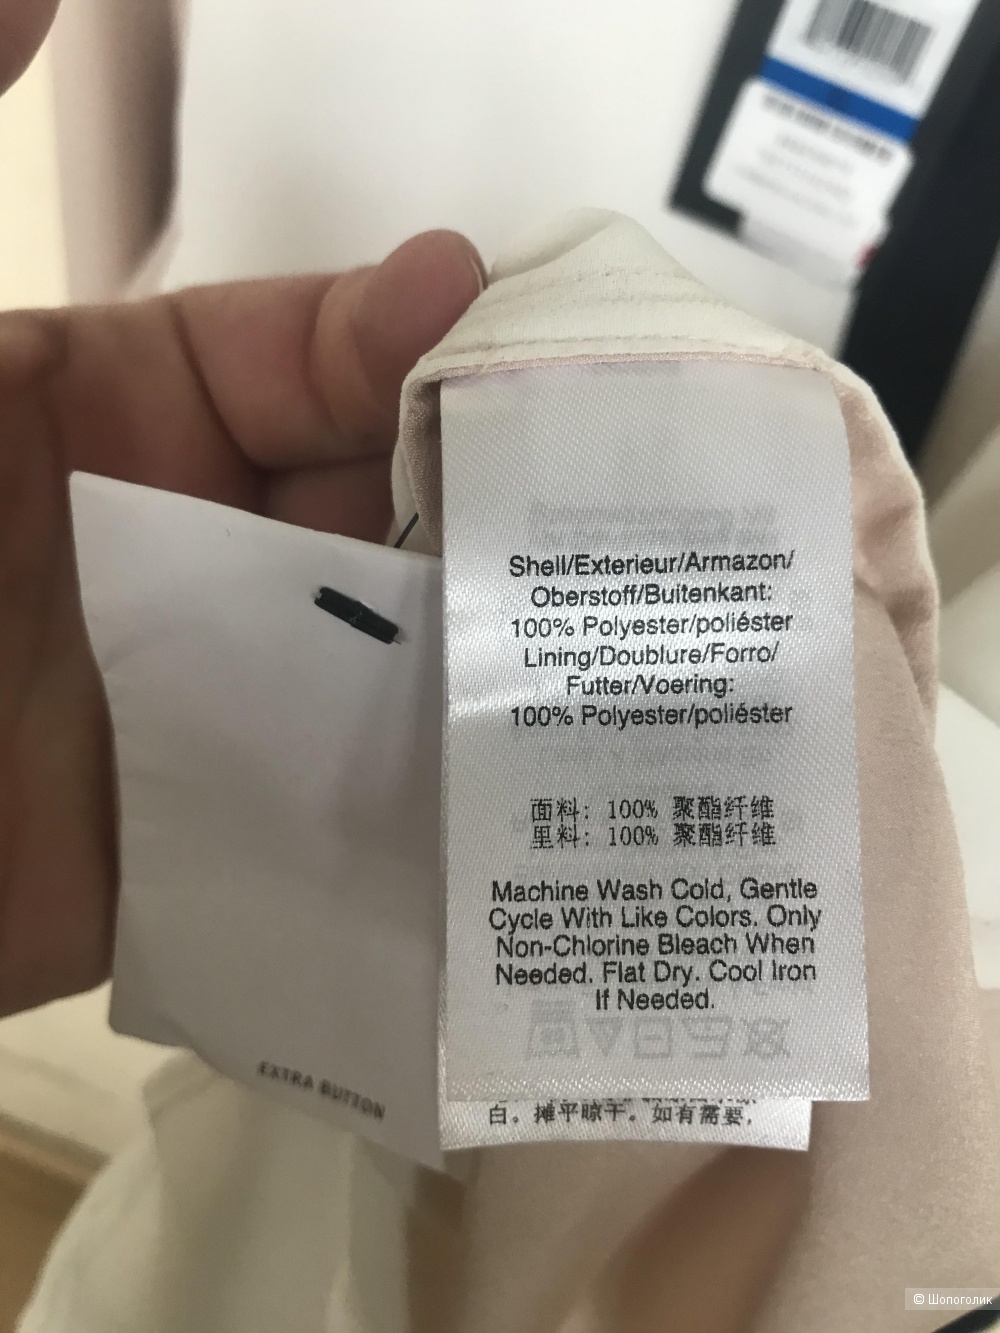 Shell/Exterieur/Armazon/
Oberstoff/Buitenkant:
100% Polyester/poliéster
Lining/Doublure/Forro/
Futter/Voering:
100% Polyester/poliéster
面料: 100% 聚酯纤维
里料: 100% 聚酯纤维
Machine Wash Cold, Gentle
Cycle With Like Colors. Only
Non-Chlorine Bleach When
Needed. Flat Dry. Cool Iron
If Needed.
白。摊平晾干。如有需要,
EXTRA BUTTON
© Шопоголик